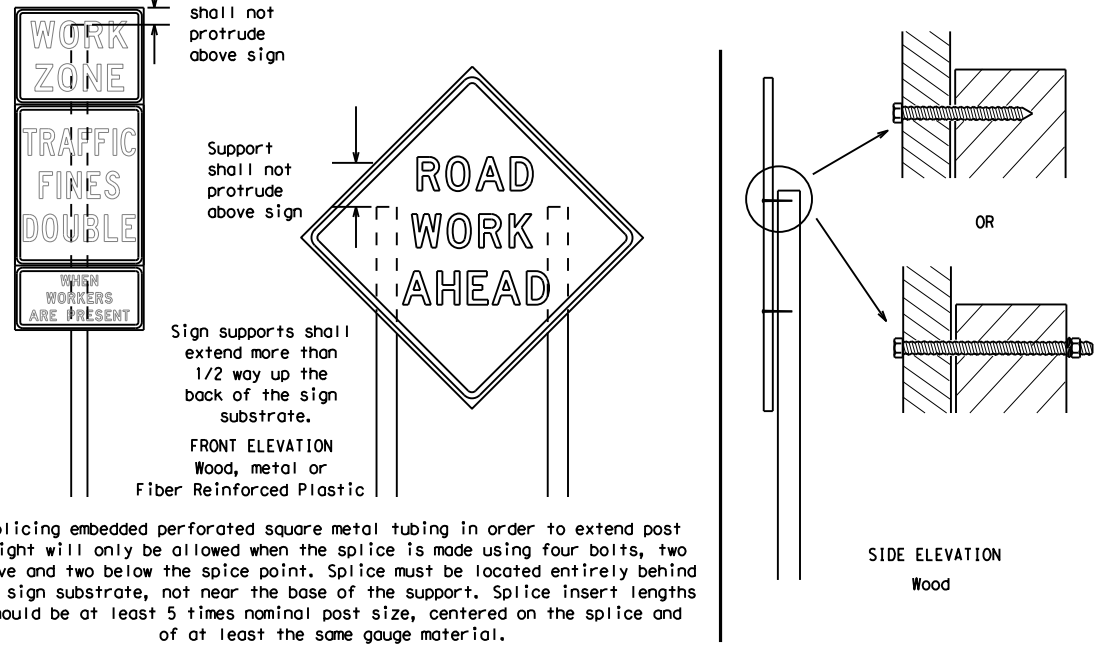 shall not
protrude
above sign
WORK
ZONE
TRAFFIC
FINES
DOUBLE
WHEN
WORKERS
ARE PRESENT
Support
shall not
protrude
above sign
ROAD
WORK
AHEAD
Sign supports shall
extend more than
1/2 way up the
back of the sign
substrate.
FRONT ELEVATION
Wood, metal or
Fiber Reinforced Plastic
OR
SIDE ELEVATION
Wood
embedded perforated square metal tubing in order to extend post
will only be allowed when the splice is made using four bolts, two
and two below the spice point. Splice must be located entirely behind
sign substrate, not near the base of the support. Splice insert lengths
be at least 5 times nominal post size, centered on the splice and
of at least the same gauge material.